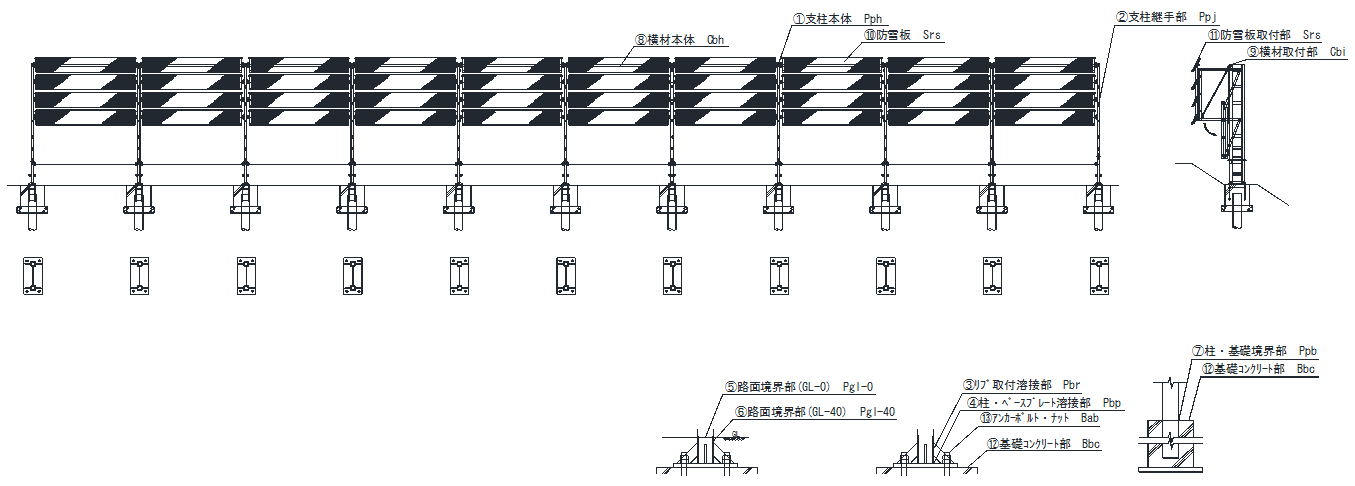 ①支柱本体 Pph
②支柱継手部 Ppj
⑩防雪板 Srs
⑧横材本体 Cbh
⑪防雪板取付部 Srs
⑨横材取付部 Cbi
⑦柱・基礎境界部 Ppb
⑫基礎ｺﾝｸﾘｰﾄ部 Bbc
⑤路面境界部(GL-0) Pgl-0
⑥路面境界部(GL-40) Pgl-40
GL
③ﾘﾌﾞ取付溶接部 Pbr
④柱・ﾍﾞｰｽﾌﾟﾚｰﾄ溶接部 Pbp
⑬ｱﾝｶｰﾎﾞﾙﾄ・ﾅｯﾄ Bab
⑫基礎ｺﾝｸﾘｰﾄ部 Bbc